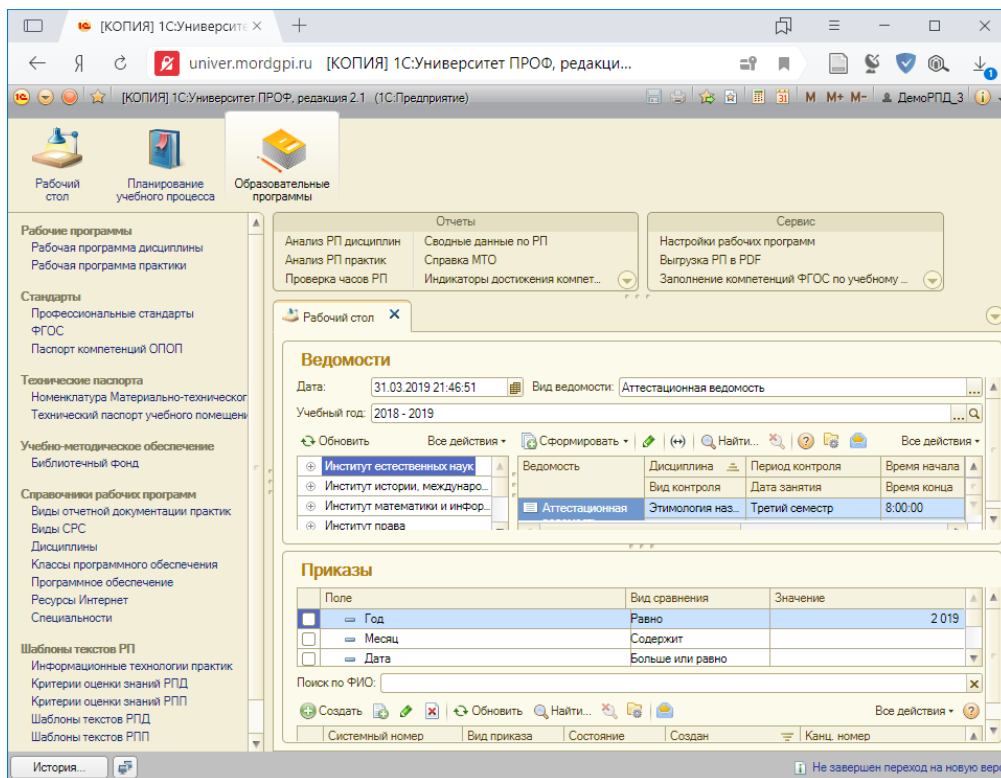 [КОПИЯ] 1С:Университе
univer.mordgpi.ru [КОПИЯ] 1С:Университет ПРОФ, редакци...
[КОПИЯ] 1С:Университет ПРОФ, редакция 2.1 (1С:Предприятие)
31 M M+ M- ДемоРПД_3
Рабочий стол
Планирование учебного процесса
Образовательные программы
Рабочие программы
Рабочая программа дисциплины
Рабочая программа практики
Стандарты
Профессиональные стандарты
ФГОС
Паспорт компетенций ОПОП
Технические паспорта
Номенклатура Материально-техническог
Технический паспорт учебного помещен
Учебно-методическое обеспечение
Библиотечный фонд
Справочники рабочих программ
Виды отчетной документации практик
Виды СРС
Дисциплины
Классы программного обеспечения
Программное обеспечение
Ресурсы Интернет
Специальности
Шаблоны текстов РП
Информационные технологии практик
Критерии оценки знаний РПД
Критерии оценки знаний РПП
Шаблоны текстов РПД
Шаблоны текстов РПП
Отчеты
Анализ РП дисциплин Сводные данные по РП
Анализ РП практик Справка МТО
Проверка часов РП Индикаторы достижения компет...
Сервис
Настройки рабочих программ
Выгрузка РП в PDF
Заполнение компетенций ФГОС по учебному ...
Рабочий стол
Ведомости
Дата: 31.03.2019 21:46:51 Вид ведомости: Аттестационная ведомость ...
Учебный год: 2018 - 2019 ...
Обновить Все действия Сформировать Найти... Все действия
Институт естественных наук
Институт истории, междунаро...
Институт математики и инфор...
Институт права
Ведомость Дисциплина Период контроля Время начала
Вид контроля Дата занятия Время конца
Аттестационная Этимология наз... Третий семестр 8:00:00
Приказы
Поле Вид сравнения Значение
Год Равно 2 019
Месяц Содержит
Дата Больше или равно
Поиск по ФИО:
Создать Обновить Найти... Все действия
Системный номер Вид приказа Состояние Создан Канц. номер
История... Не завершен переход на новую верс